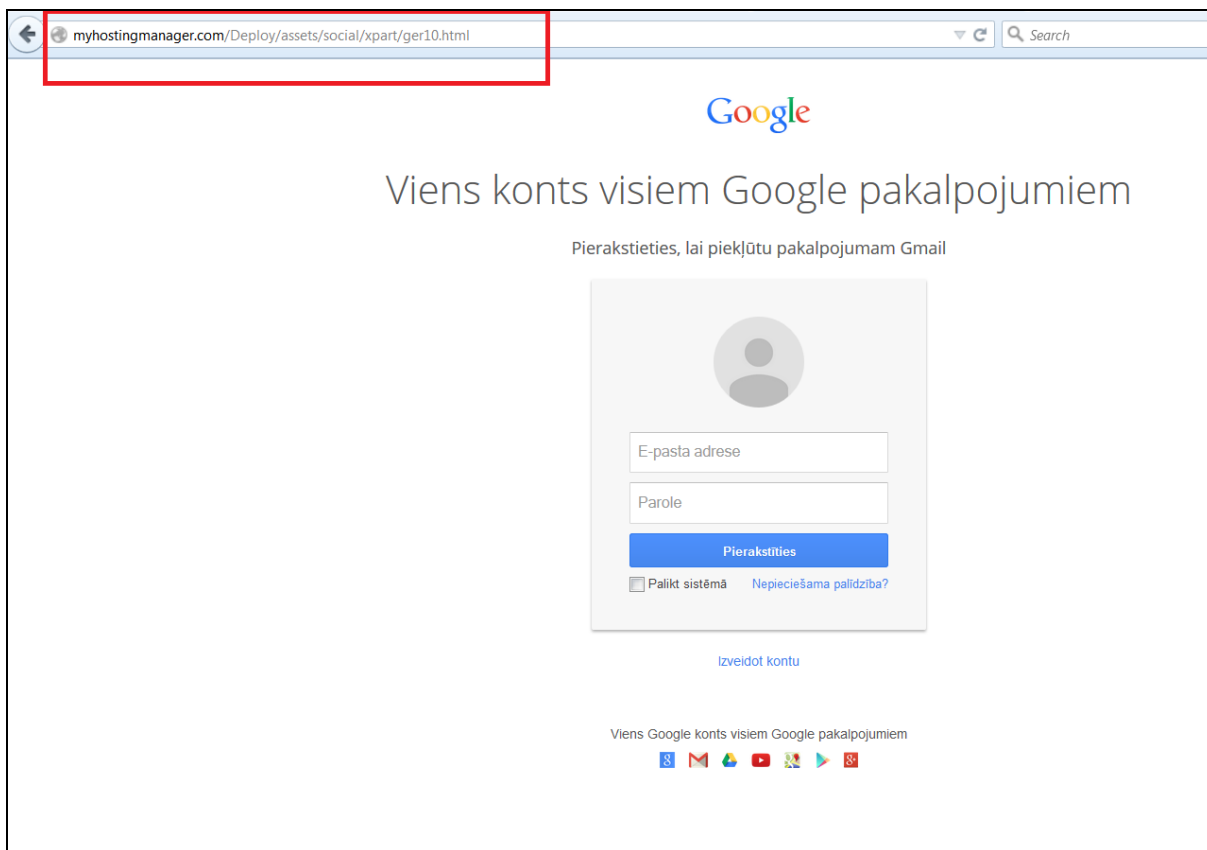 myhostingmanager.com/Deploy/assets/social/xpart/ger10.html
Search
Google
Viens konts visiem Google pakalpojumiem
Pierakstieties, lai piekļūtu pakalpojumam Gmail
E-pasta adrese
Parole
Pierakstīties
Palikt sistēmā Nepieciešama palīdzība?
Izveidot kontu
Viens Google konts visiem Google pakalpojumiem